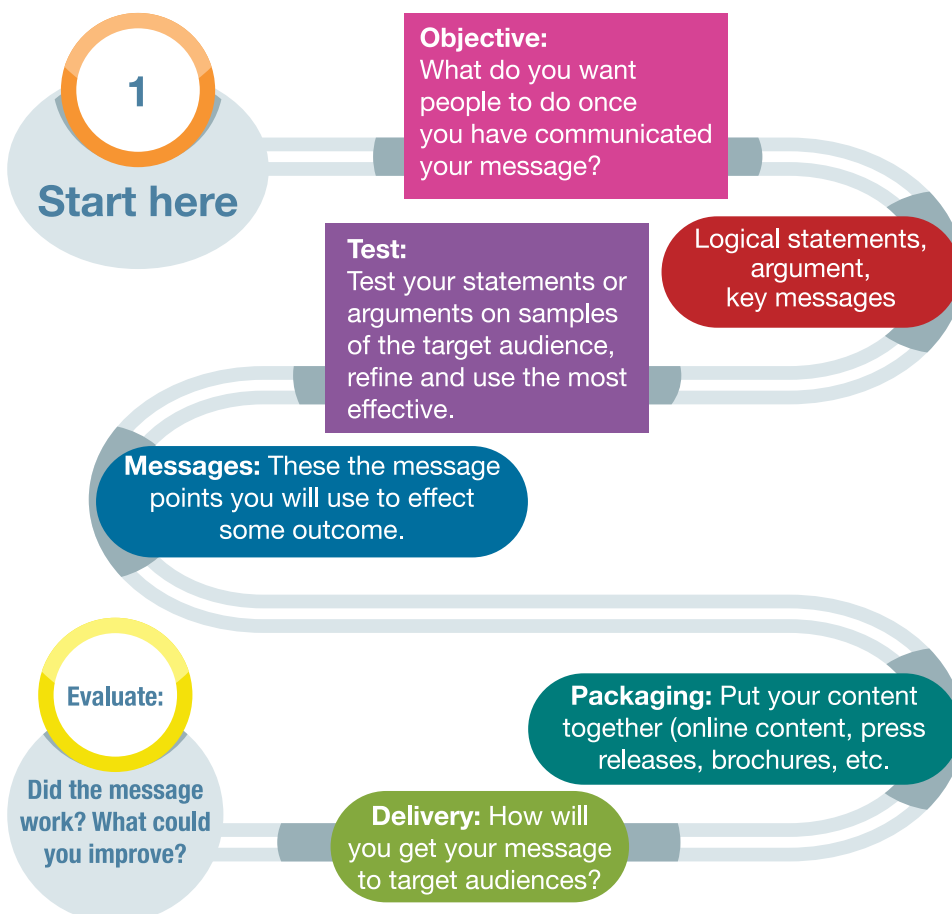 1
Start here
Objective:
What do you want
people to do once
you have communicated
your message?
Logical statements,
argument,
key messages
Test:
Test your statements or
arguments on samples
of the target audience,
refine and use the most
effective.
Messages: These the message
points you will use to effect
some outcome.
Packaging: Put your content
together (online content, press
releases, brochures, etc.
Delivery: How will
you get your message
to target audiences?
Evaluate:
Did the message
work? What could
you improve?